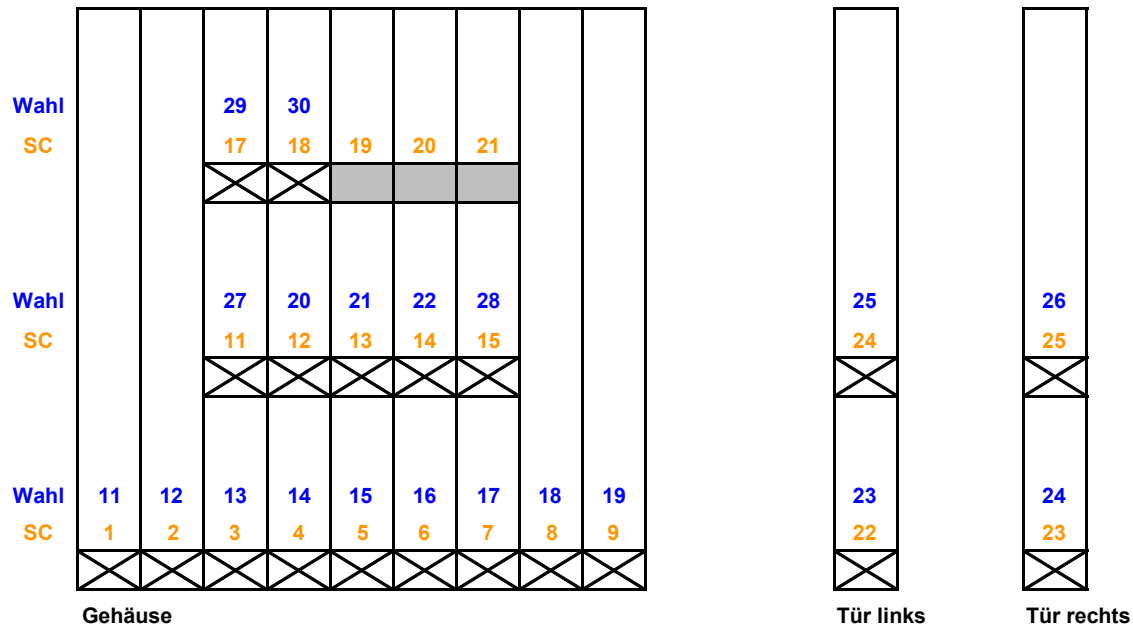 Wahl 29 30
SC 17 18 19 20 21
Wahl 27 20 21 22 28 25 26
SC 11 12 13 14 15 24 25
Wahl 11 12 13 14 15 16 17 18 19 23 24
SC 1 2 3 4 5 6 7 8 9 22 23
Gehäuse Tür links Tür rechts